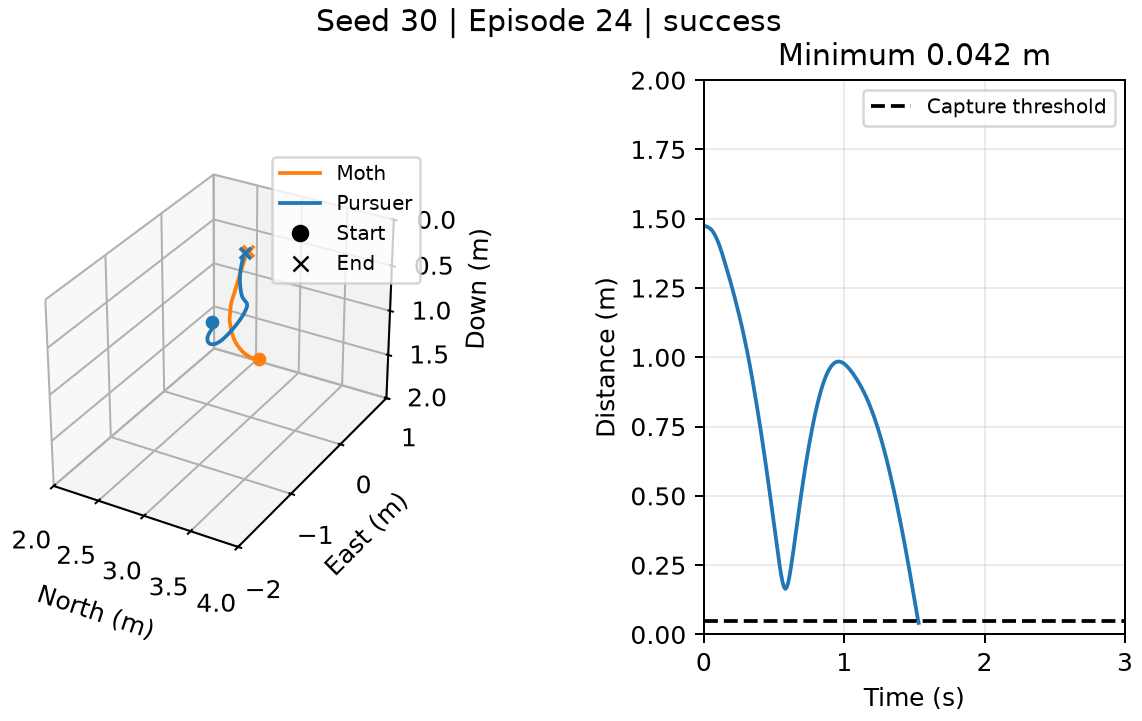 Seed 30 | Episode 24 | success
Minimum 0.042 m
Moth
Pursuer
Start
End
0.0
0.5
1.0
1.5
2.0
Down (m)
1
0
−1
−2
East (m)
2.0
2.5
3.0
3.5
4.0
North (m)
Capture threshold
2.00
1.75
1.50
1.25
1.00
0.75
0.50
0.25
0.00
Distance (m)
0
1
2
3
Time (s)